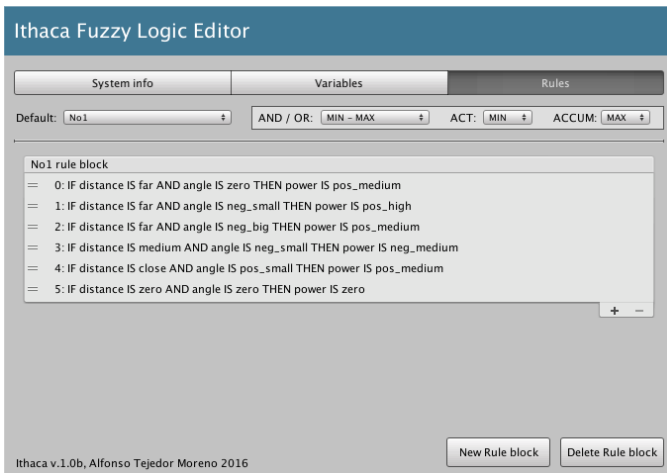 Ithaca Fuzzy Logic Editor
System info Variables Rules
Default: No1 AND / OR: MIN - MAX ACT: MIN ACCUM: MAX
No1 rule block
0: IF distance IS far AND angle IS zero THEN power IS pos_medium
1: IF distance IS far AND angle IS neg_small THEN power IS pos_high
2: IF distance IS far AND angle IS neg_big THEN power IS pos_medium
3: IF distance IS medium AND angle IS neg_small THEN power IS neg_medium
4: IF distance IS close AND angle IS pos_small THEN power IS pos_medium
5: IF distance IS zero AND angle IS zero THEN power IS zero
+ −
New Rule block Delete Rule block
Ithaca v.1.0b, Alfonso Tejedor Moreno 2016